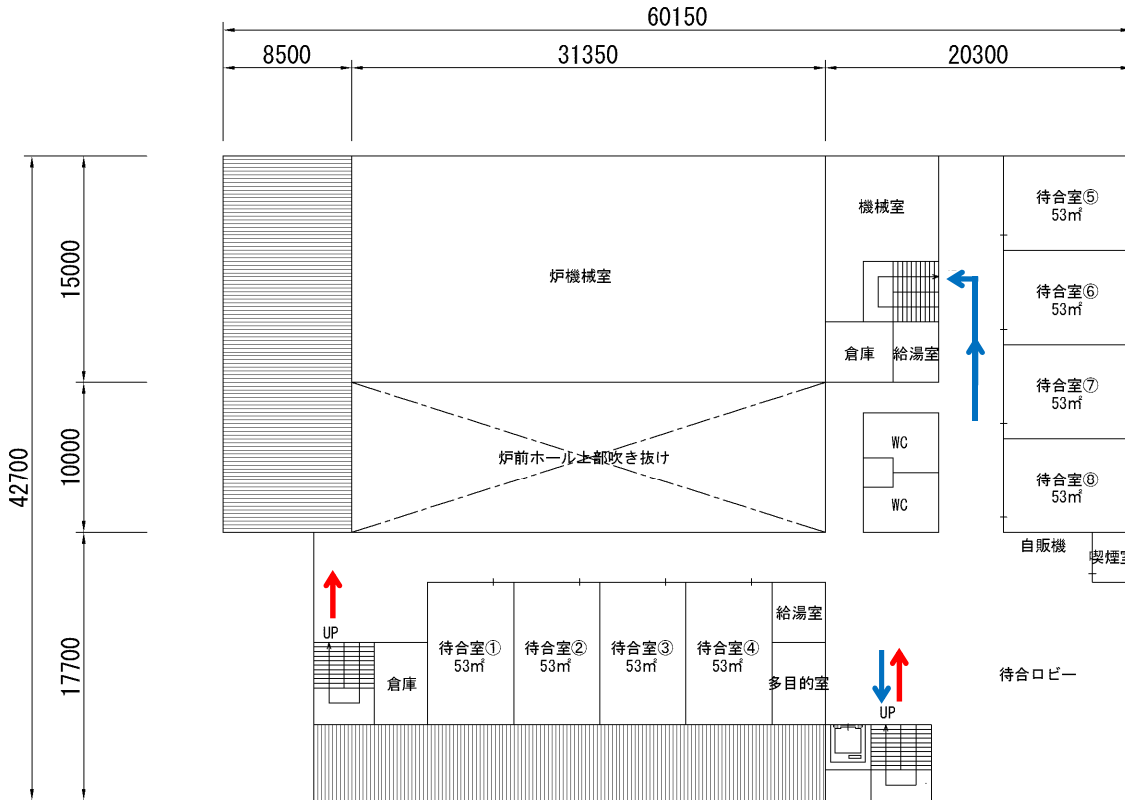 60150
8500
31350
20300
42700
15000
10000
17700
機械室
待合室⑤
53㎡
炉機械室
待合室⑥
53㎡
倉庫
給湯室
待合室⑦
53㎡
炉前ホール上部吹き抜け
WC
WC
待合室⑧
53㎡
自販機
喫煙室
UP
倉庫
待合室①
53㎡
待合室②
53㎡
待合室③
53㎡
待合室④
53㎡
給湯室
多目的室
UP
待合ロビー